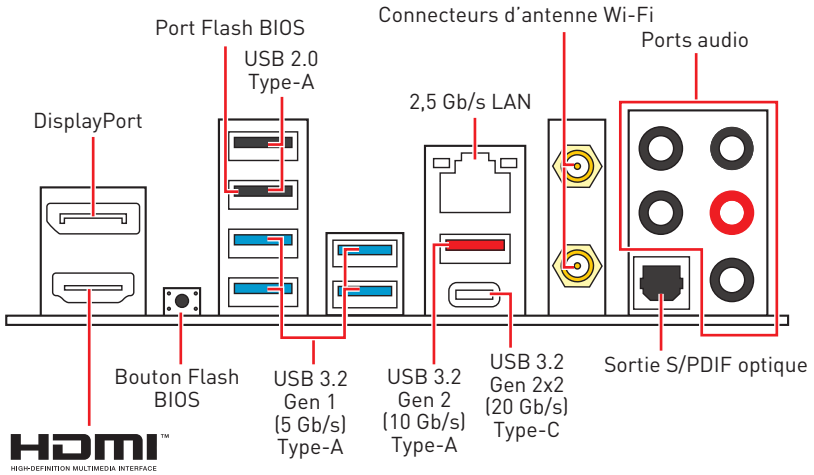 Connecteurs d'antenne Wi-Fi
Port Flash BIOS
Ports audio
USB 2.0
Type-A
2,5 Gb/s LAN
DisplayPort
Bouton Flash
BIOS
USB 3.2
Gen 1
(5 Gb/s)
Type-A
USB 3.2
Gen 2
(10 Gb/s)
Type-A
USB 3.2
Gen 2x2
(20 Gb/s)
Type-C
Sortie S/PDIF optique
HDMI™
HIGH-DEFINITION MULTIMEDIA INTERFACE